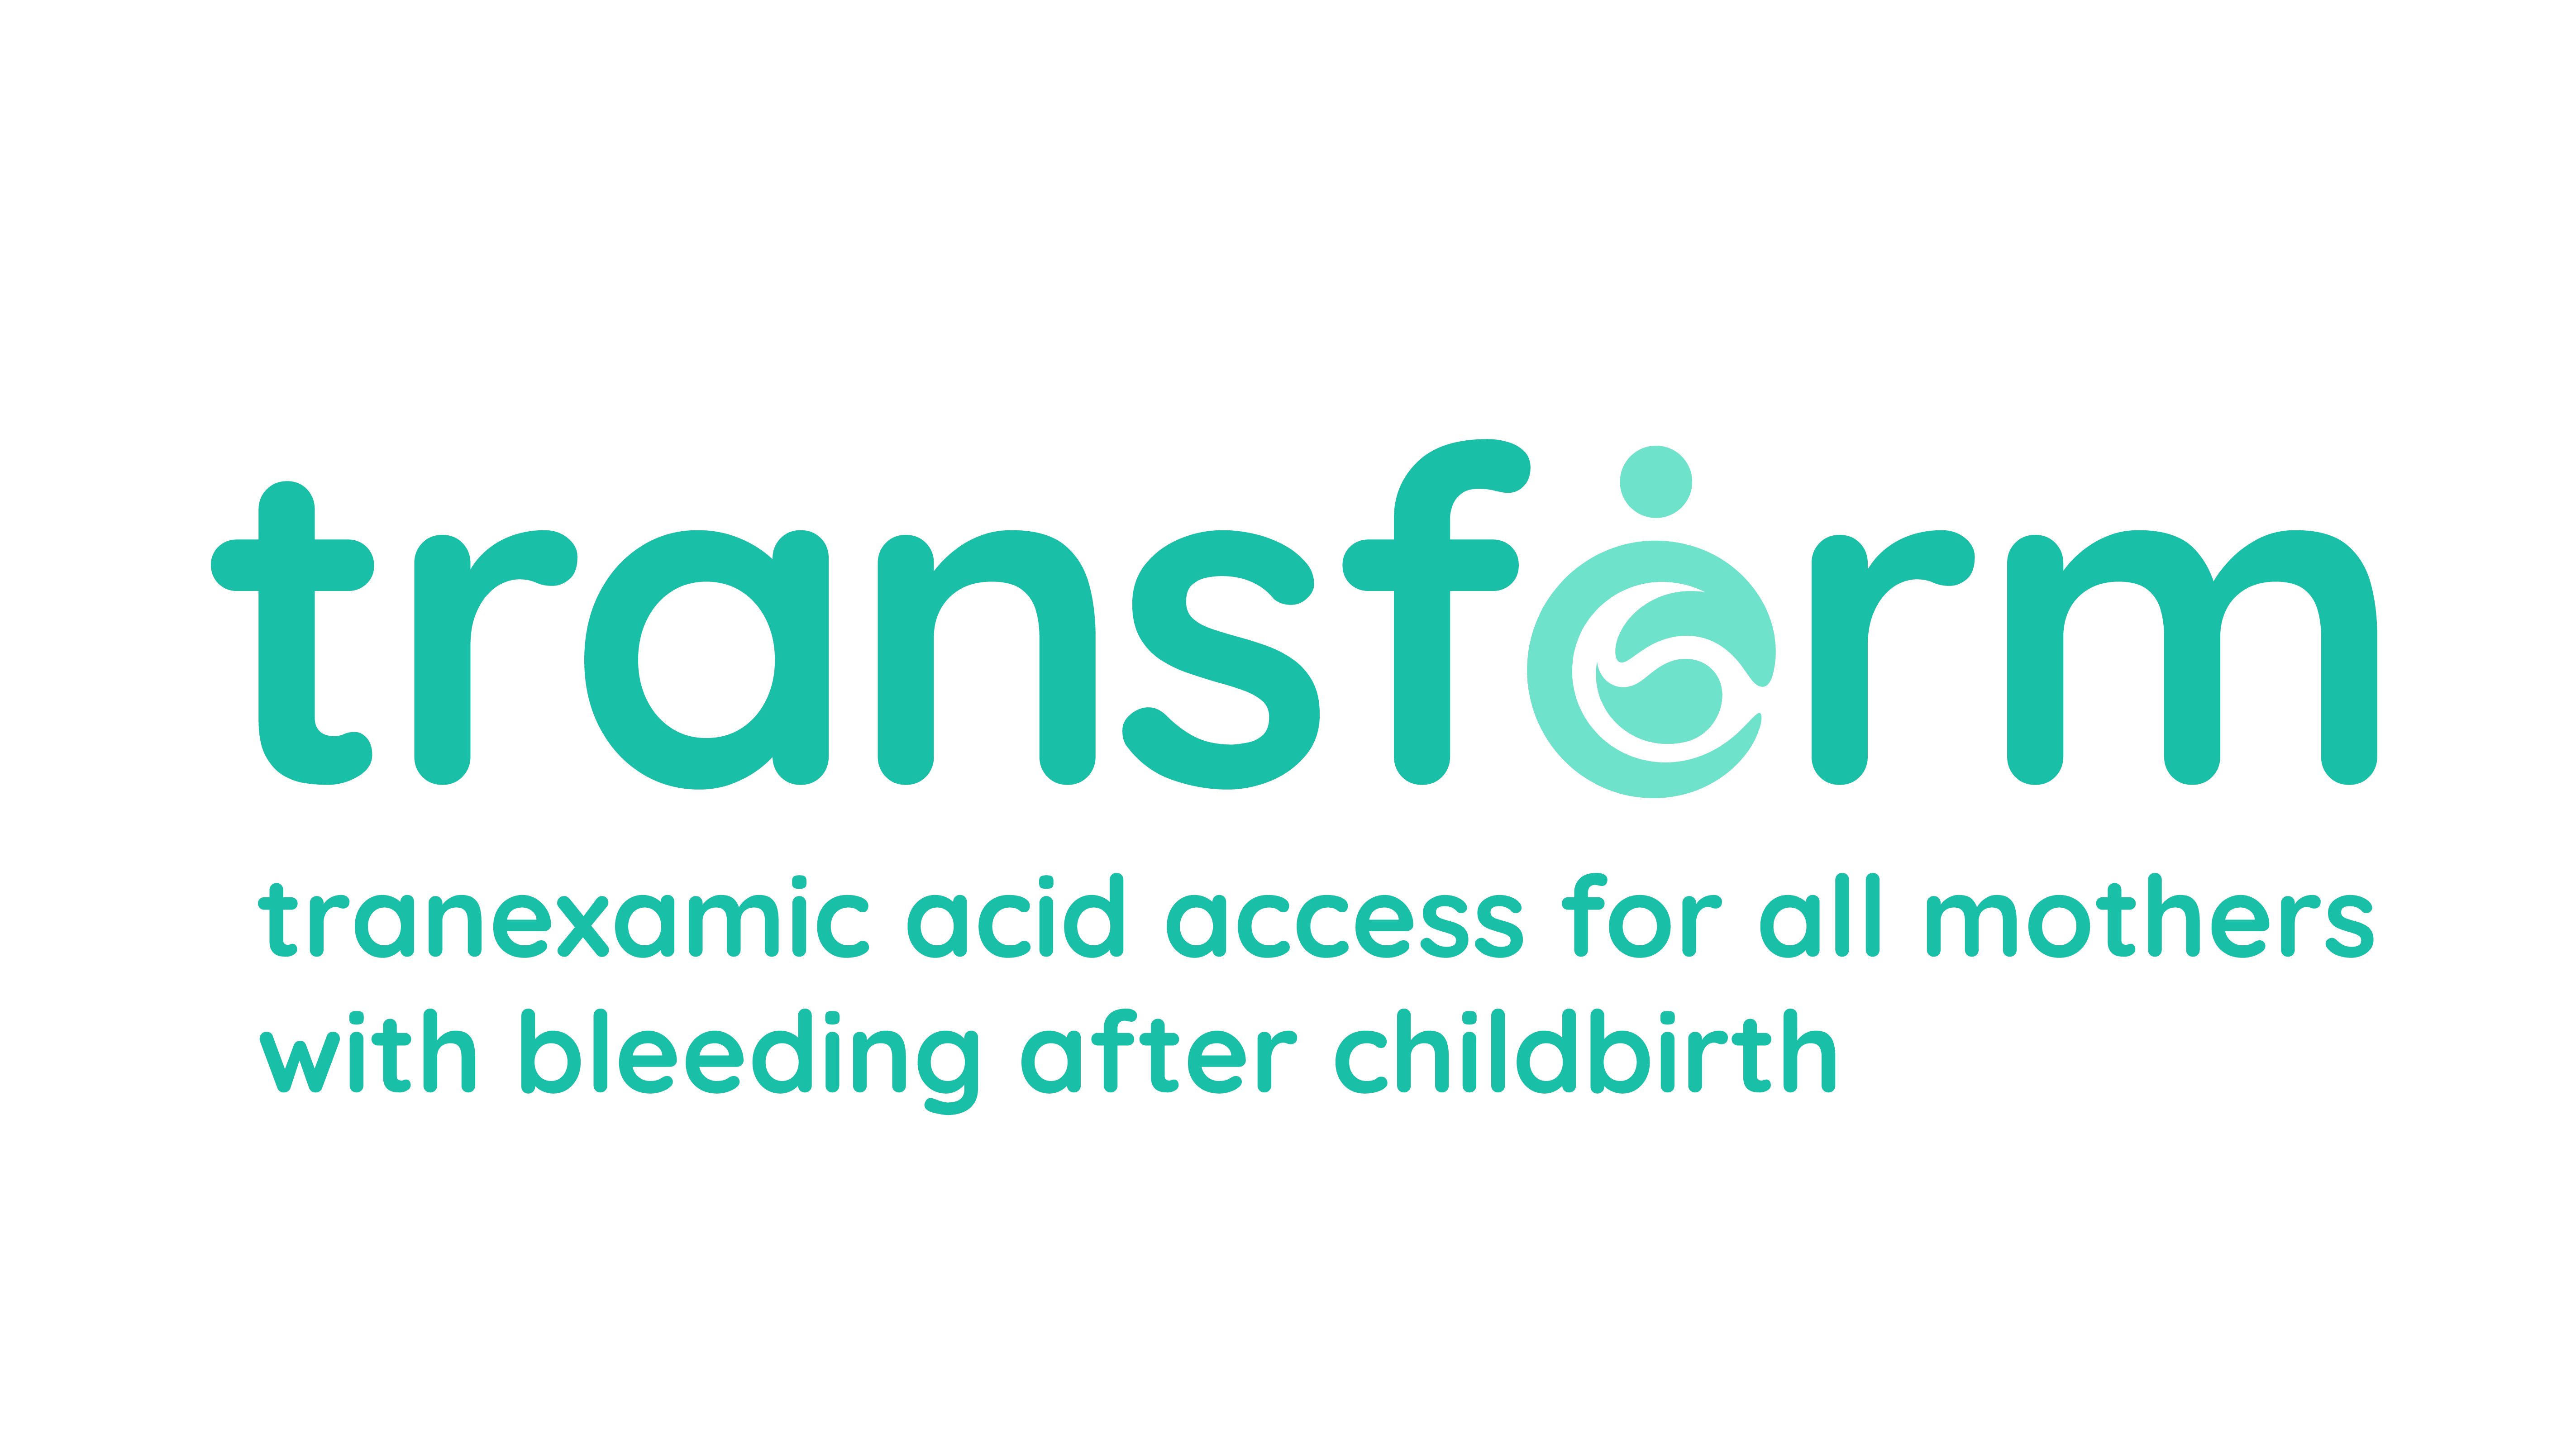 transform
tranexamic acid access for all mothers
with bleeding after childbirth